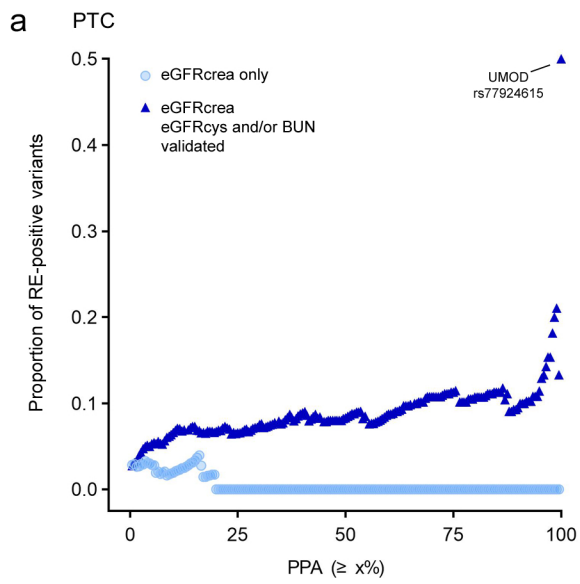 a
PTC
0.5
0.4
0.3
0.2
0.1
0.0
Proportion of RE-positive variants
eGFRcrea only
eGFRcrea
eGFRcys and/or BUN
validated
UMOD
rs77924615
0
25
50
75
100
PPA (≥ x%)